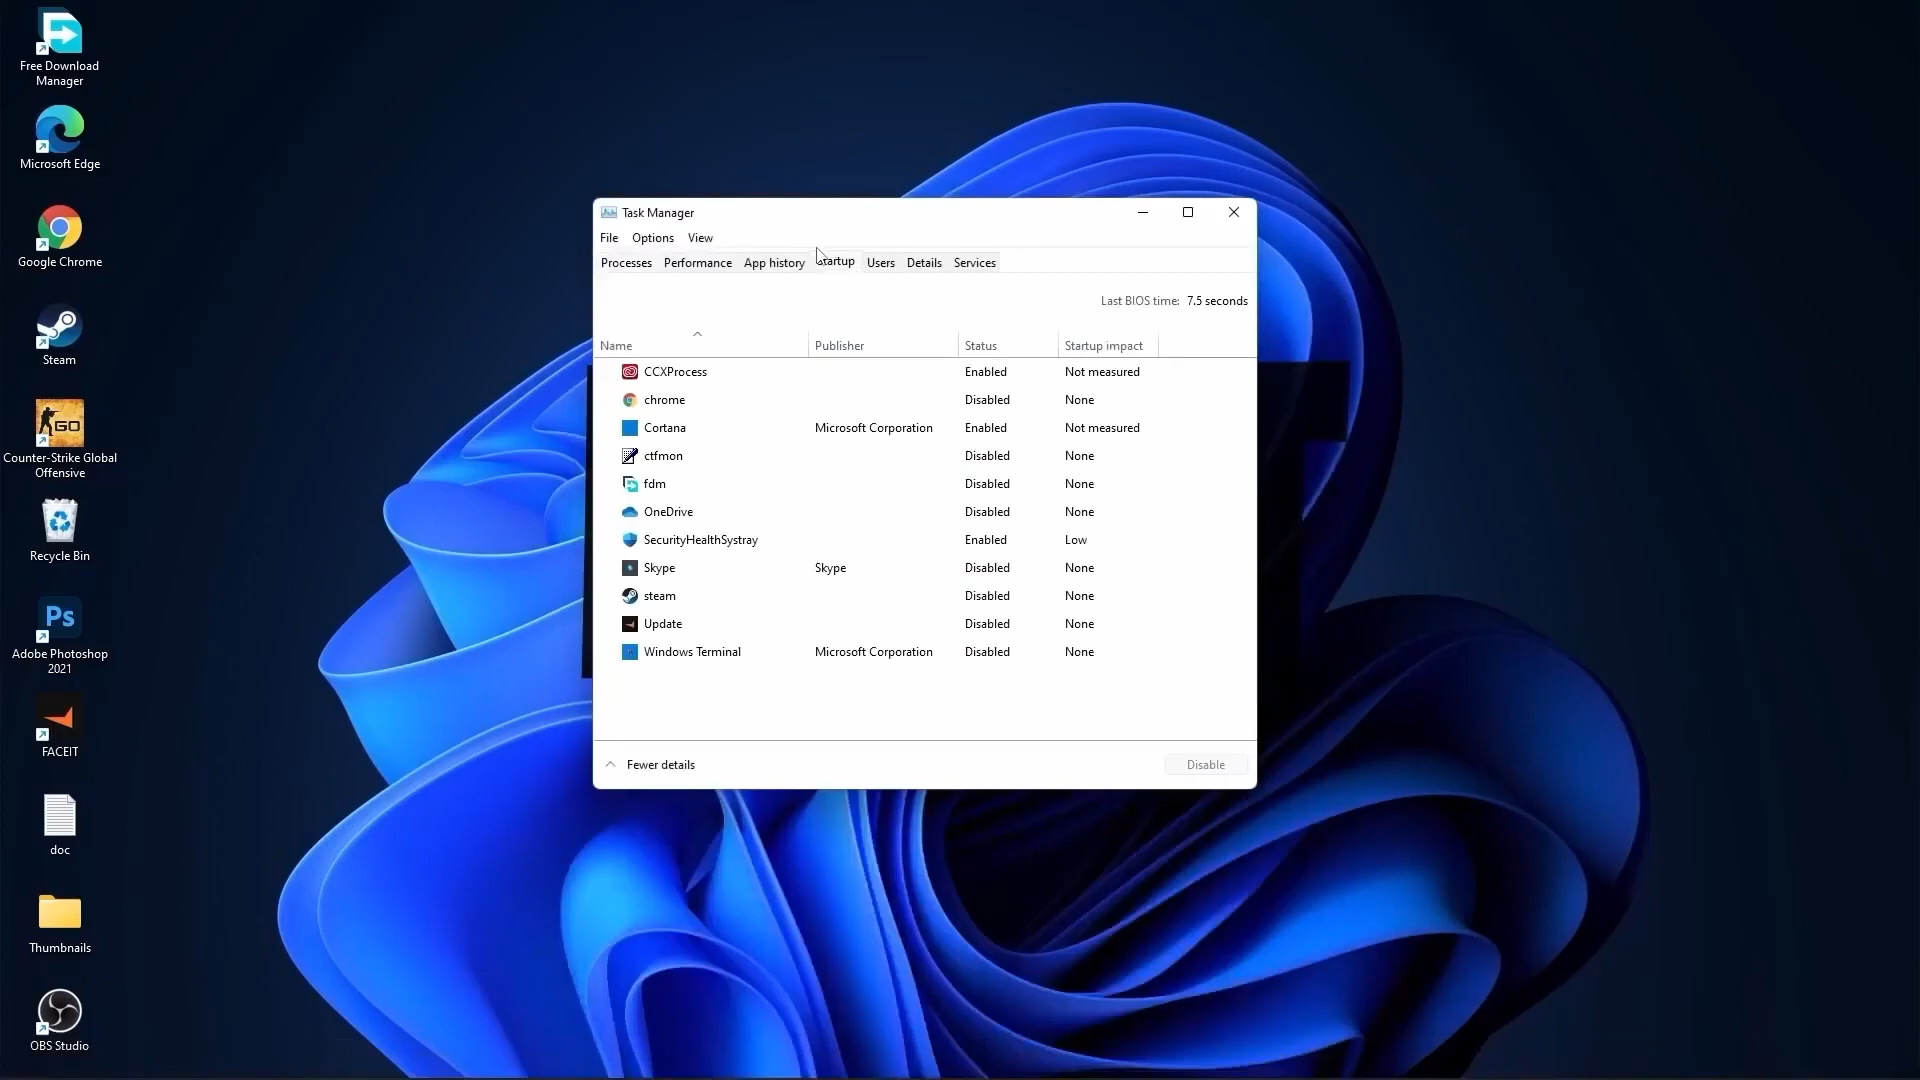 Free Download
Manager
Microsoft Edge
Google Chrome
Steam
GO
Counter-Strike Global
Offensive
Recycle Bin
Ps
Adobe Photoshop
2021
FACEIT
doc
Thumbnails
OBS Studio
Task Manager
File Options View
Processes Performance App history Startup Users Details Services
Last BIOS time: 7.5 seconds
Name Publisher Status Startup impact
CCXProcess Enabled Not measured
chrome Disabled None
Cortana Microsoft Corporation Enabled Not measured
ctfmon Disabled None
fdm Disabled None
OneDrive Disabled None
SecurityHealthSystray Enabled Low
Skype Skype Disabled None
steam Disabled None
Update Disabled None
Windows Terminal Microsoft Corporation Disabled None
Fewer details Disable